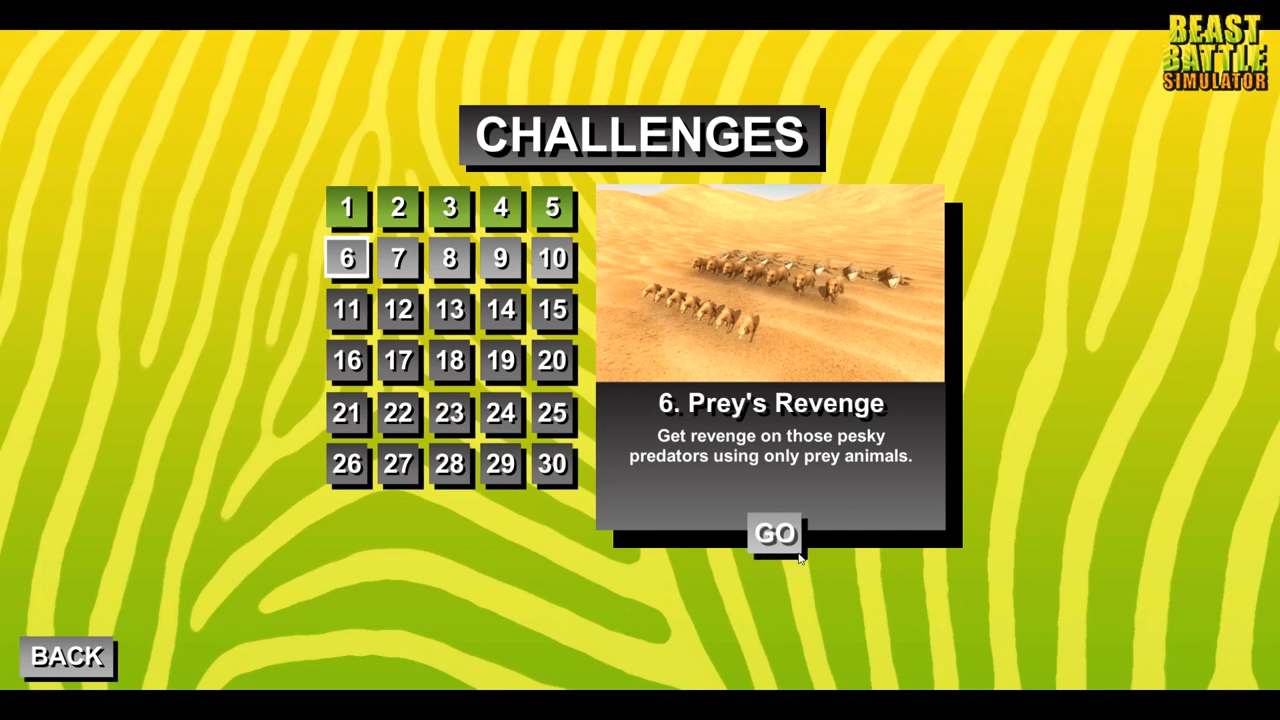 BEAST
BATTLE
SIMULATOR
CHALLENGES
1 2 3 4 5
6 7 8 9 10
11 12 13 14 15
16 17 18 19 20
21 22 23 24 25
26 27 28 29 30
6. Prey's Revenge
Get revenge on those pesky
predators using only prey animals.
GO
BACK